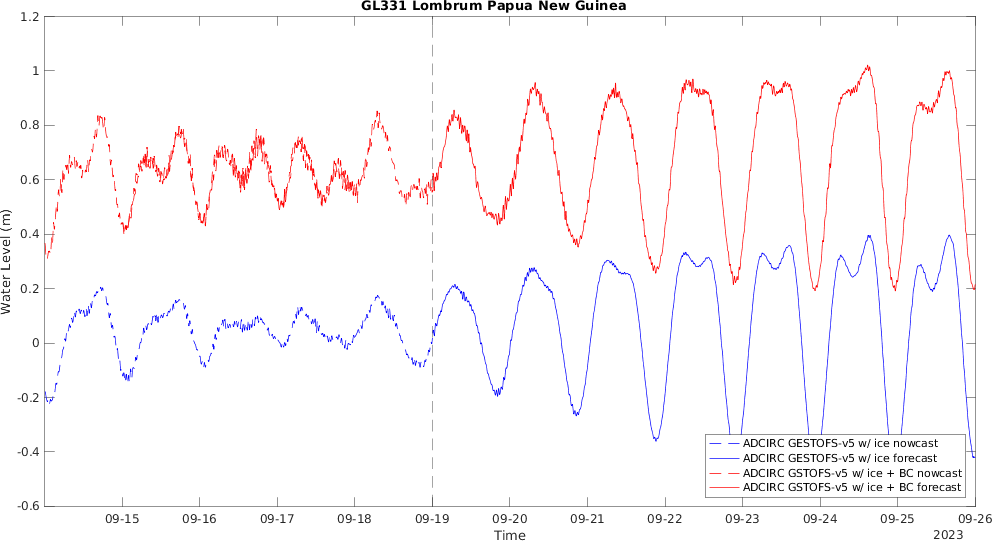 GL331 Lombrum Papua New Guinea
Water Level (m)
1.2
1
0.8
0.6
0.4
0.2
0
-0.2
-0.4
-0.6
ADCIRC GESTOFS-v5 w/ ice nowcast
ADCIRC GESTOFS-v5 w/ ice forecast
ADCIRC GSTOFS-v5 w/ ice + BC nowcast
ADCIRC GSTOFS-v5 w/ ice + BC forecast
09-15 09-16 09-17 09-18 09-19 09-20 09-21 09-22 09-23 09-24 09-25 09-26
Time
2023